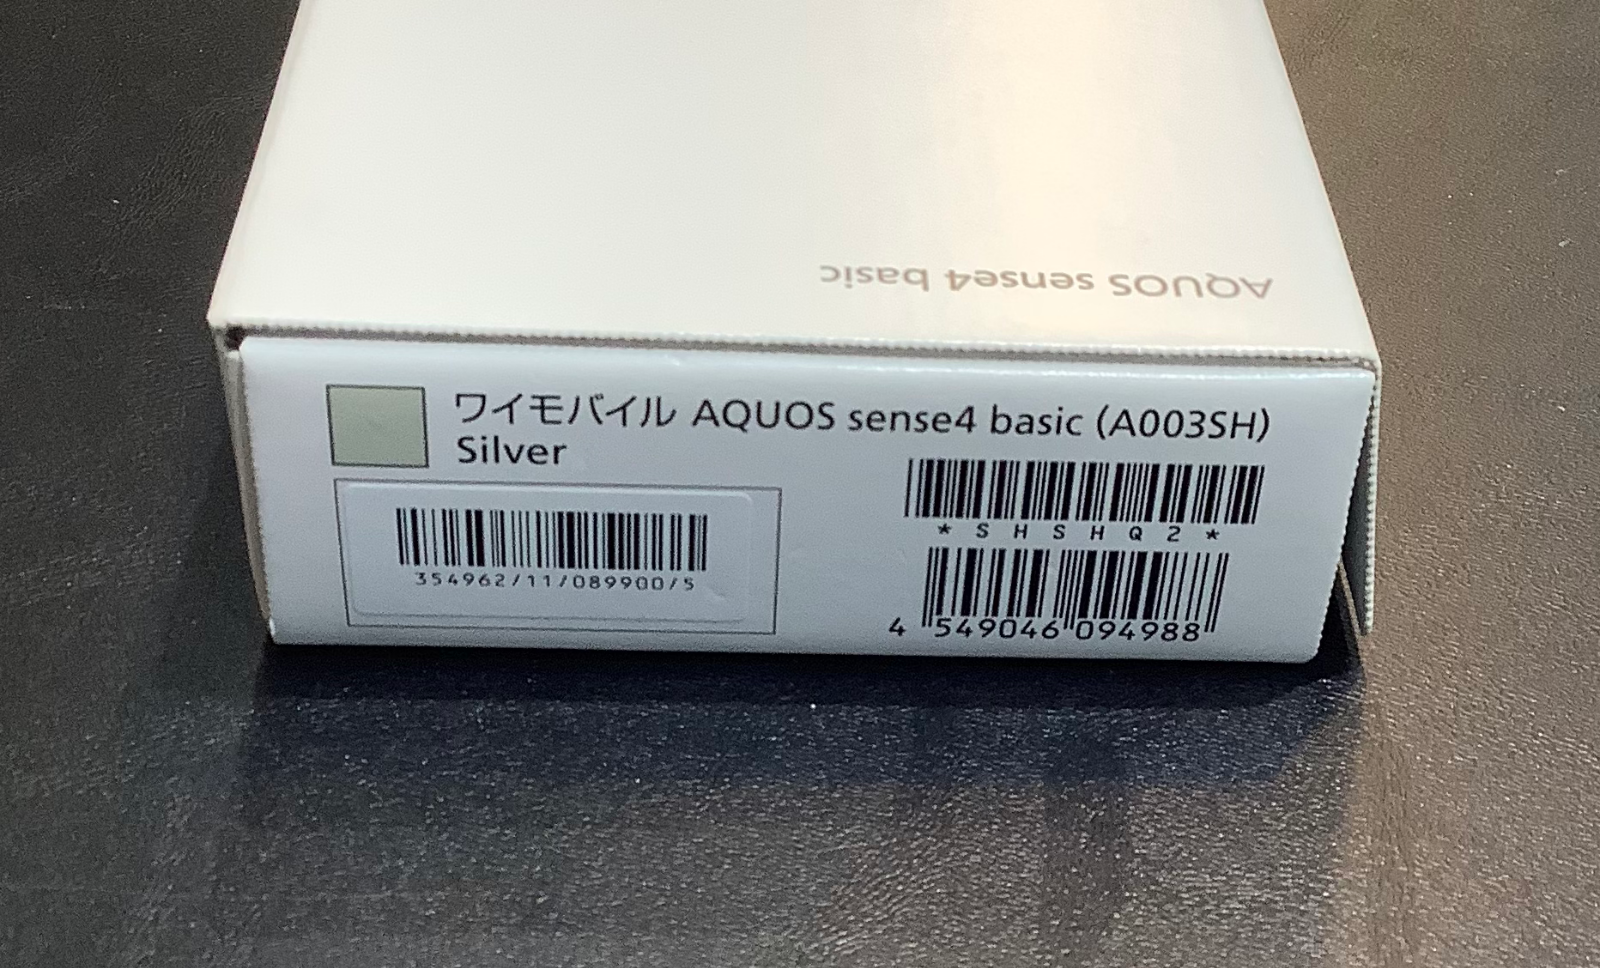 AQUOS sense4 basic
ワイモバイル AQUOS sense4 basic (A003SH)
Silver
354962/11/089900/5
*SHSHQ2*
4 549046 094988